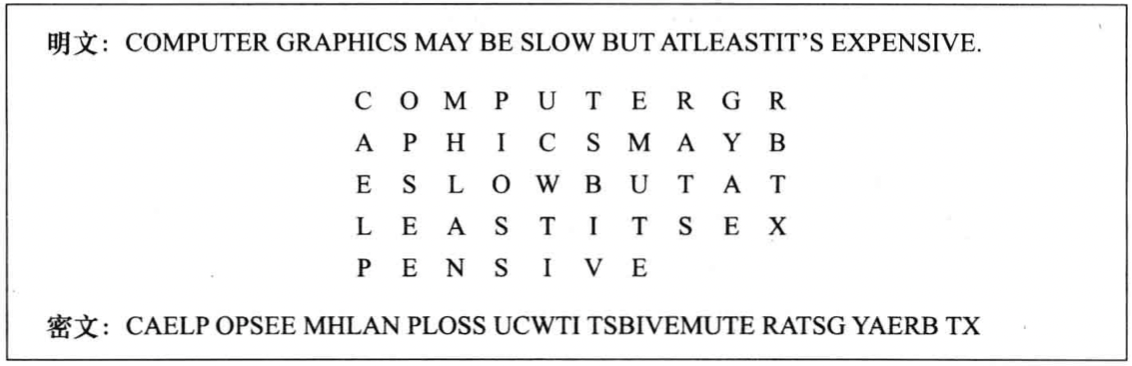 明文：COMPUTER GRAPHICS MAY BE SLOW BUT ATLEASTIT’S EXPENSIVE.
C O M P U T E R G R
A P H I C S M A Y B
E S L O W B U T A T
L E A S T I T S E X
P E N S I V E
密文：CAELP OPSEE MHLAN PLOSS UCWTI TSBIVEMUTE RATSG YAERB TX